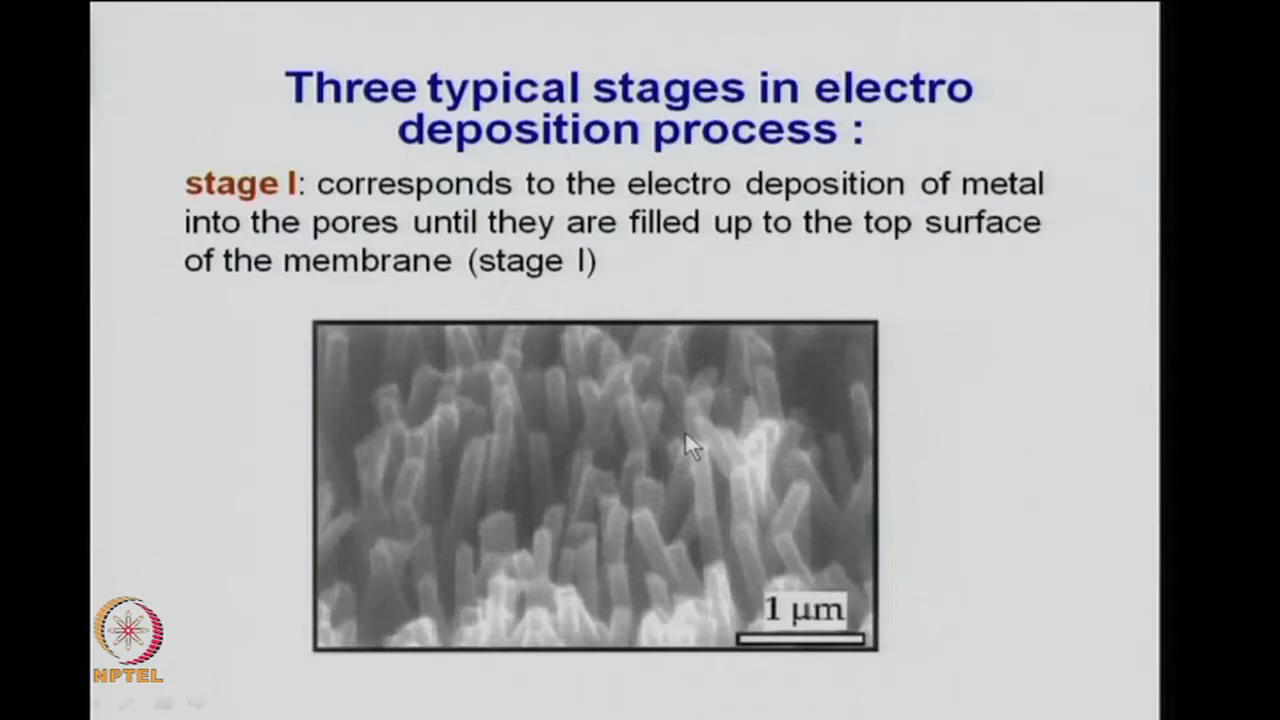 Three typical stages in electro
deposition process :
stage I: corresponds to the electro deposition of metal
into the pores until they are filled up to the top surface
of the membrane (stage I)
1 µm
NPTEL